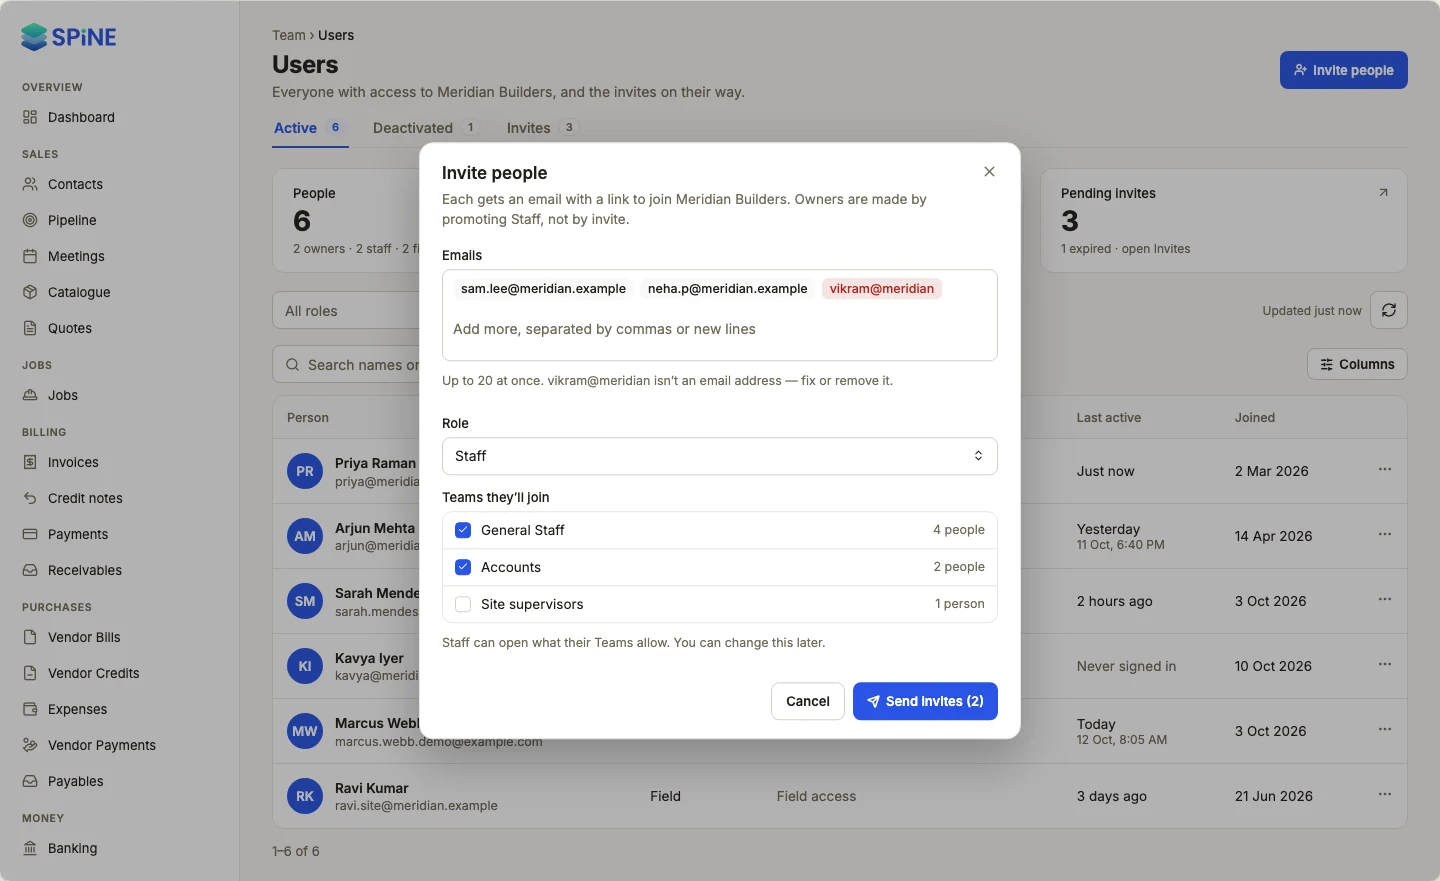 SPiNE
OVERVIEW
Dashboard
SALES
Contacts
Pipeline
Meetings
Catalogue
Quotes
JOBS
Jobs
BILLING
Invoices
Credit notes
Payments
Receivables
PURCHASES
Vendor Bills
Vendor Credits
Expenses
Vendor Payments
Payables
MONEY
Banking
Team › Users
Users
Everyone with access to Meridian Builders, and the invites on their way.
Invite people
Active 6 Deactivated 1 Invites 3
People
6
2 owners · 2 staff · 2
Pending invites
3
1 expired · open Invites
All roles
Updated just now
Search names
Columns
Person Last active Joined
PR Priya Raman Just now 2 Mar 2026
AM Arjun Mehta Yesterday 14 Apr 2026
11 Oct, 6:40 PM
SM Sarah 2 hours ago 3 Oct 2026
KI Kavya Iyer Never signed in 10 Oct 2026
MW Marcus Today 3 Oct 2026
marcus.webb.demo@example.com 12 Oct, 8:05 AM
RK Ravi Kumar Field Field access 3 days ago 21 Jun 2026
ravi.site@meridian.example
1–6 of 6
Invite people
Each gets an email with a link to join Meridian Builders. Owners are made by
promoting Staff, not by invite.
Emails
sam.lee@meridian.example neha.p@meridian.example vikram@meridian
Add more, separated by commas or new lines
Up to 20 at once. vikram@meridian isn’t an email address — fix or remove it.
Role
Staff
Teams they’ll join
General Staff 4 people
Accounts 2 people
Site supervisors 1 person
Staff can open what their Teams allow. You can change this later.
Cancel Send invites (2)